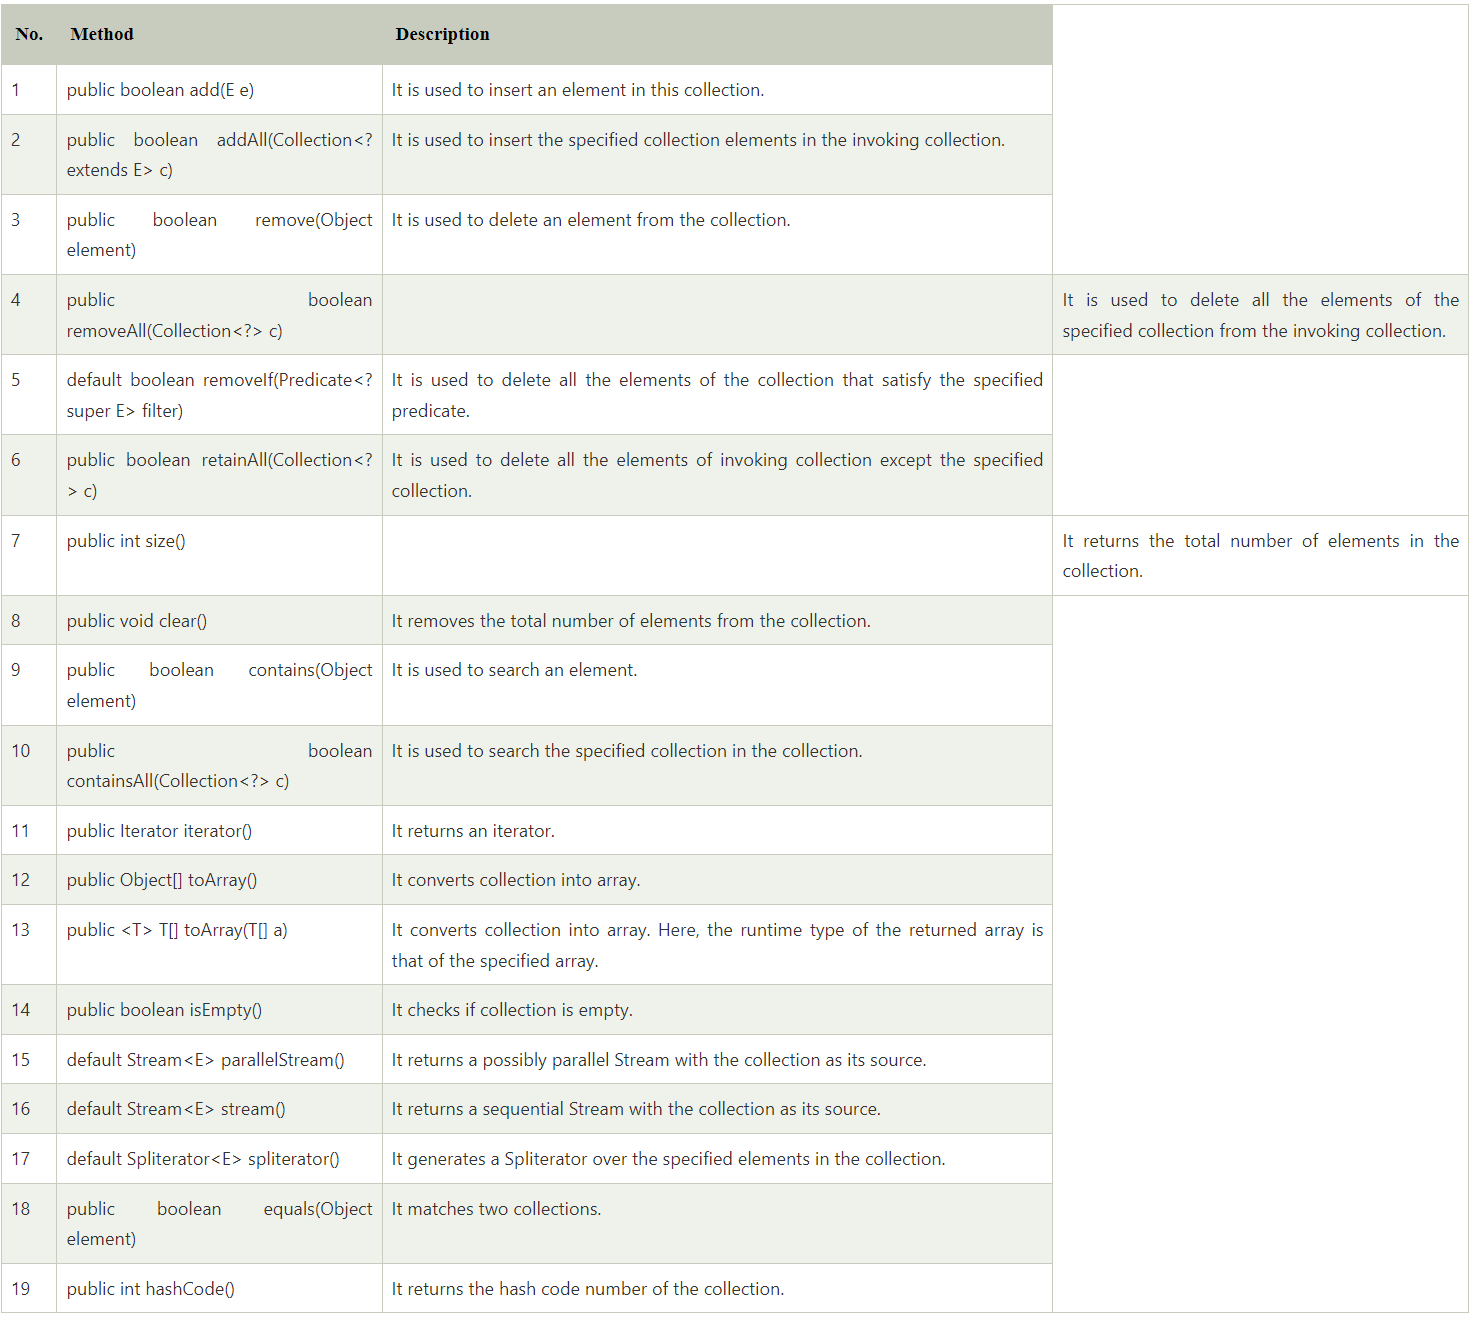 No. Method Description
1 public boolean add(E e) It is used to insert an element in this collection.
2 public boolean addAll(Collection<? It is used to insert the specified collection elements in the invoking collection.
extends E> c)
3 public boolean remove(Object It is used to delete an element from the collection.
element)
4 public boolean It is used to delete all the elements of the
removeAll(Collection<?> c) specified collection from the invoking collection.
5 default boolean removeIf(Predicate<? It is used to delete all the elements of the collection that satisfy the specified
super E> filter) predicate.
6 public boolean retainAll(Collection<? It is used to delete all the elements of invoking collection except the specified
> c) collection.
7 public int size() It returns the total number of elements in the
collection.
8 public void clear() It removes the total number of elements from the collection.
9 public boolean contains(Object It is used to search an element.
element)
10 public boolean It is used to search the specified collection in the collection.
containsAll(Collection<?> c)
11 public Iterator iterator() It returns an iterator.
12 public Object[] toArray() It converts collection into array.
13 public <T> T[] toArray(T[] a) It converts collection into array. Here, the runtime type of the returned array is
that of the specified array.
14 public boolean isEmpty() It checks if collection is empty.
15 default Stream<E> parallelStream() It returns a possibly parallel Stream with the collection as its source.
16 default Stream<E> stream() It returns a sequential Stream with the collection as its source.
17 default Spliterator<E> spliterator() It generates a Spliterator over the specified elements in the collection.
18 public boolean equals(Object It matches two collections.
element)
19 public int hashCode() It returns the hash code number of the collection.